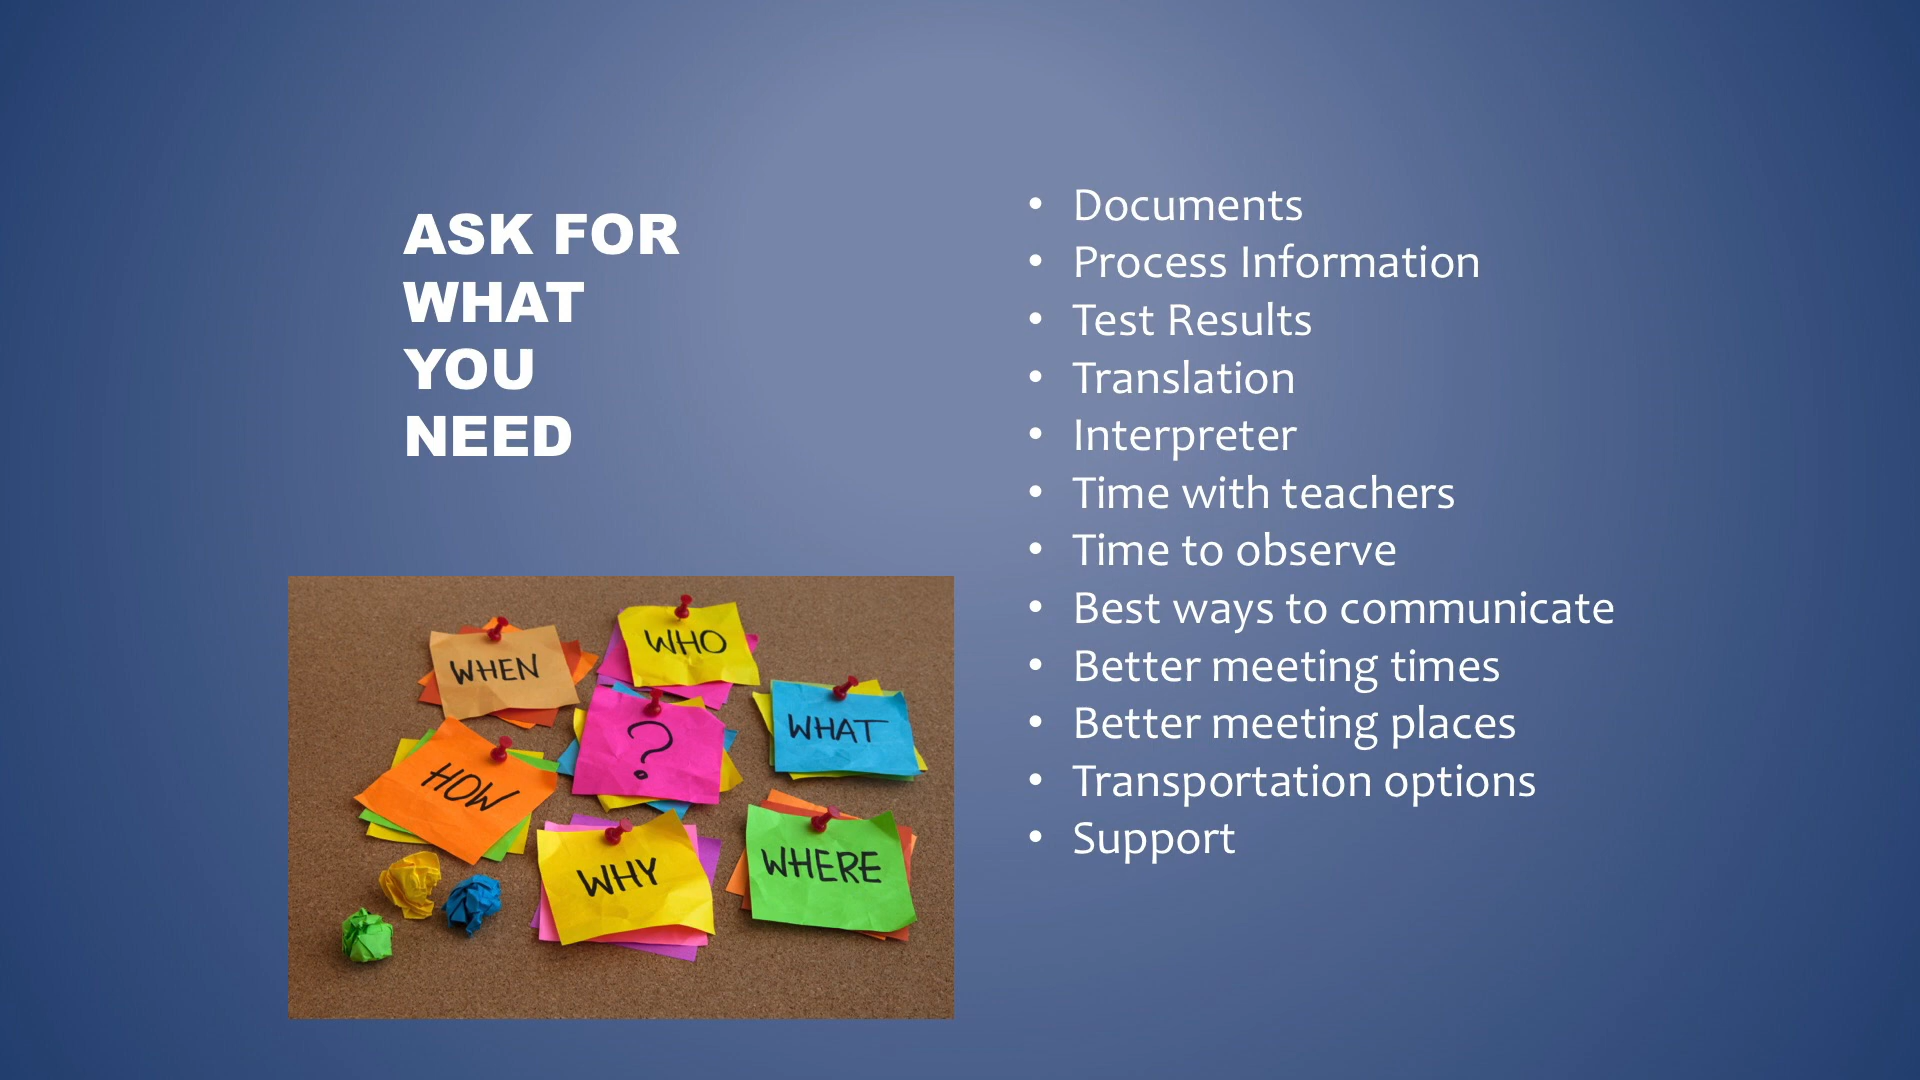 ASK FOR
WHAT
YOU
NEED
• Documents
• Process Information
• Test Results
• Translation
• Interpreter
• Time with teachers
• Time to observe
• Best ways to communicate
• Better meeting times
• Better meeting places
• Transportation options
• Support
WHEN
WHO
?
WHAT
HOW
WHY
WHERE